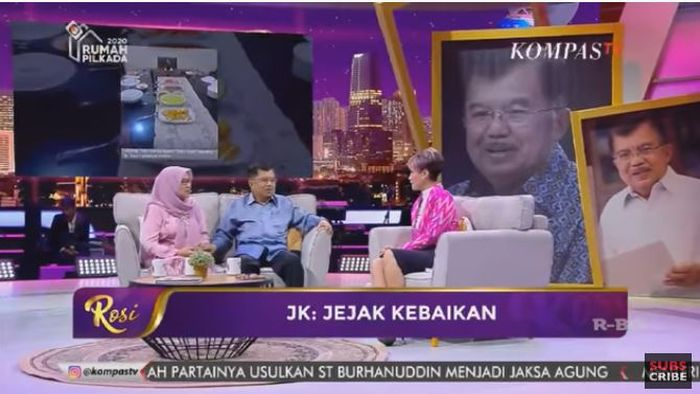 2020
RUMAH
PILKADA
KOMPAS TV
Rosi
JK: JEJAK KEBAIKAN
R-B
@kompastv
AH PARTAINYA USULKAN ST BURHANUDDIN MENJADI JAKSA AGUNG
SUBS
CRIBE